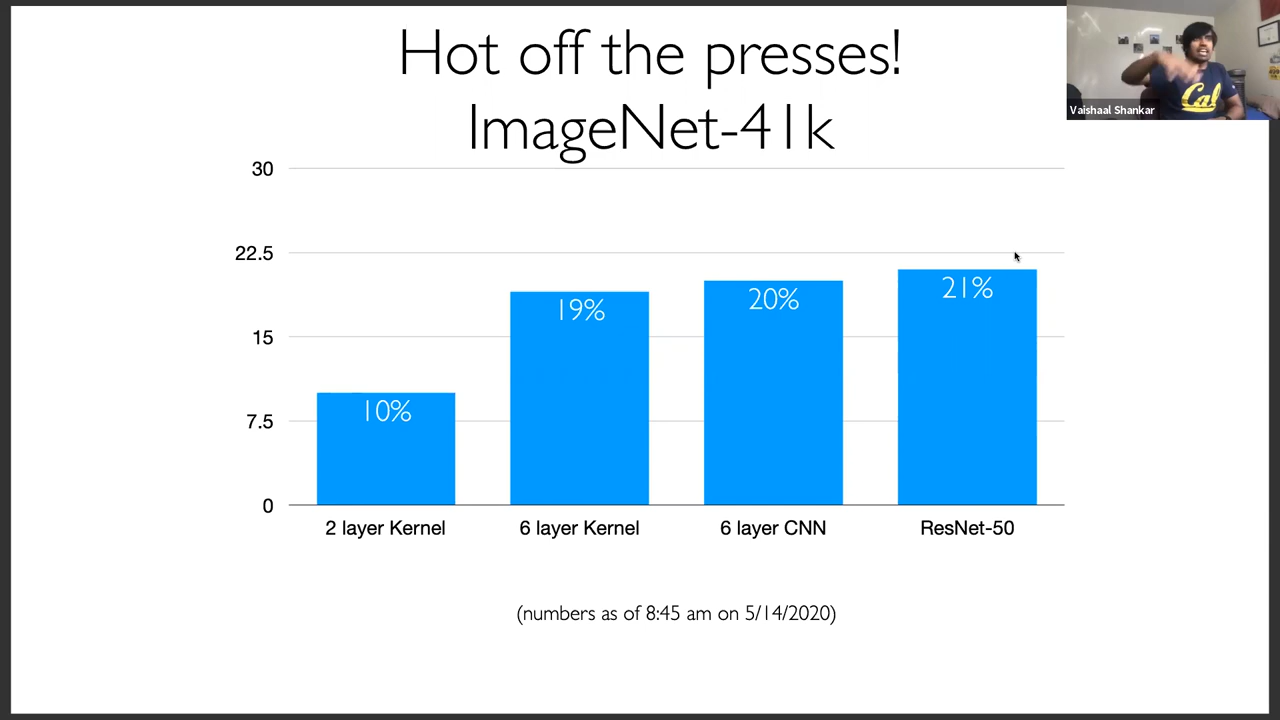 Hot off the presses!
ImageNet-41k
Cal
Vaishaal Shankar
30
22.5
15
7.5
0
10%
19%
20%
21%
2 layer Kernel
6 layer Kernel
6 layer CNN
ResNet-50
(numbers as of 8:45 am on 5/14/2020)